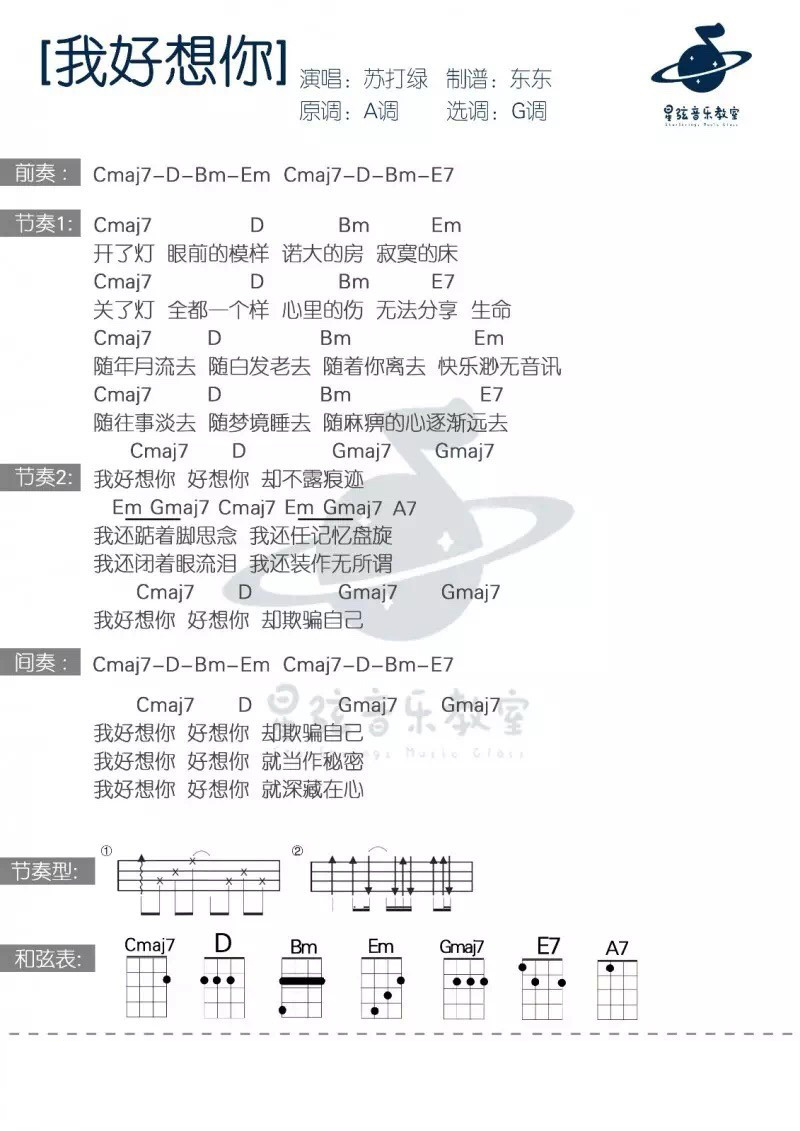 [我好想你]
演唱：苏打绿 制谱：东东
原调：A调 选调：G调
星弦音乐教室
前奏： Cmaj7-D-Bm-Em Cmaj7-D-Bm-E7
节奏1: Cmaj7 D Bm Em
开了灯 眼前的模样 诺大的房 寂寞的床
Cmaj7 D Bm E7
关了灯 全都一个样 心里的伤 无法分享 生命
Cmaj7 D Bm Em
随年月流去 随白发老去 随着你离去 快乐渺无音讯
Cmaj7 D Bm E7
随往事淡去 随梦境睡去 随麻痹的心逐渐远去
Cmaj7 D Gmaj7 Gmaj7
节奏2: 我好想你 好想你 却不露痕迹
Em Gmaj7 Cmaj7 Em Gmaj7 A7
我还踮着脚思念 我还任记忆盘旋
我还闭着眼流泪 我还装作无所谓
Cmaj7 D Gmaj7 Gmaj7
我好想你 好想你 却欺骗自己
间奏： Cmaj7-D-Bm-Em Cmaj7-D-Bm-E7
Cmaj7 D Gmaj7 Gmaj7
我好想你 好想你 却欺骗自己
星弦音乐教室
我好想你 好想你 就当作秘密
我好想你 好想你 就深藏在心
节奏型: ① ②
和弦表: Cmaj7 D Bm Em Gmaj7 E7 A7